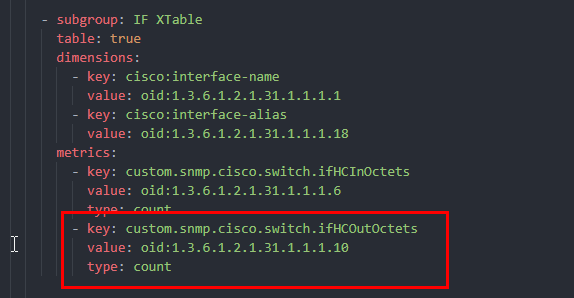 - subgroup: IF XTable
table: true
dimensions:
- key: cisco:interface-name
value: oid:1.3.6.1.2.1.31.1.1.1.1
- key: cisco:interface-alias
value: oid:1.3.6.1.2.1.31.1.1.1.18
metrics:
- key: custom.snmp.cisco.switch.ifHCInOctets
value: oid:1.3.6.1.2.1.31.1.1.1.6
type: count
- key: custom.snmp.cisco.switch.ifHCOutOctets
value: oid:1.3.6.1.2.1.31.1.1.1.10
type: count